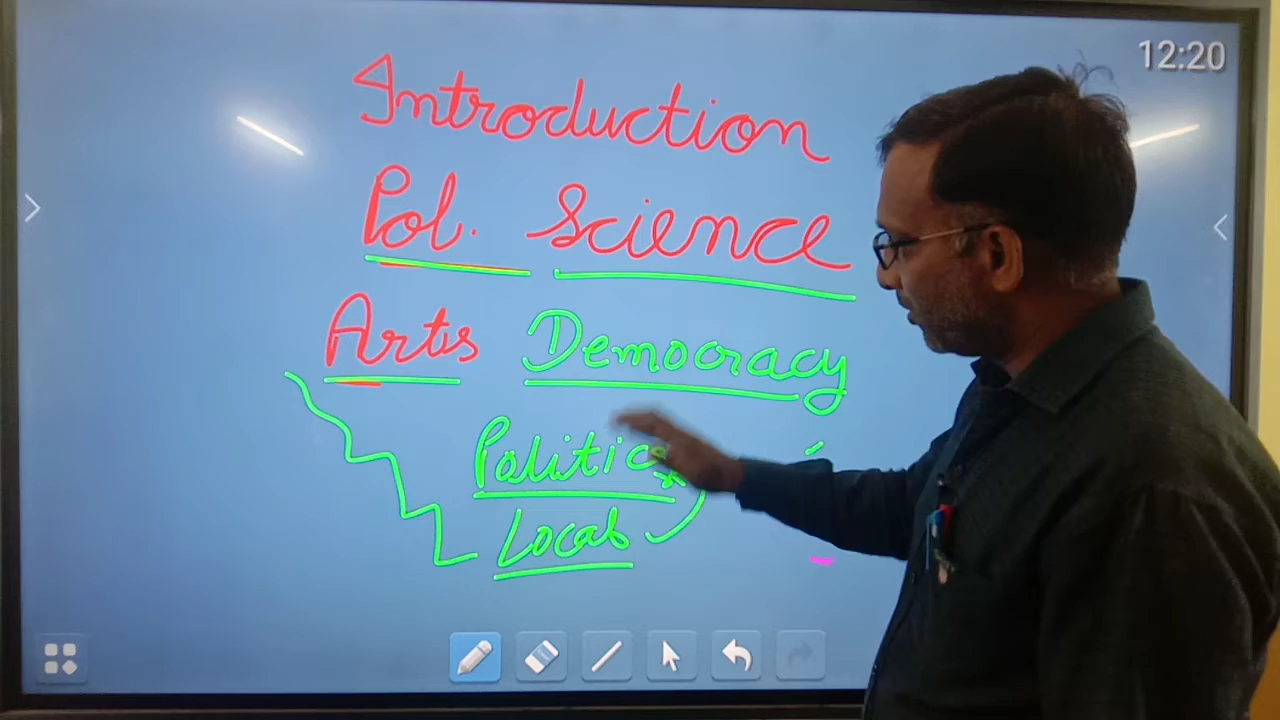 12:20
Introduction
Pol. Science
Arts Democracy
Local